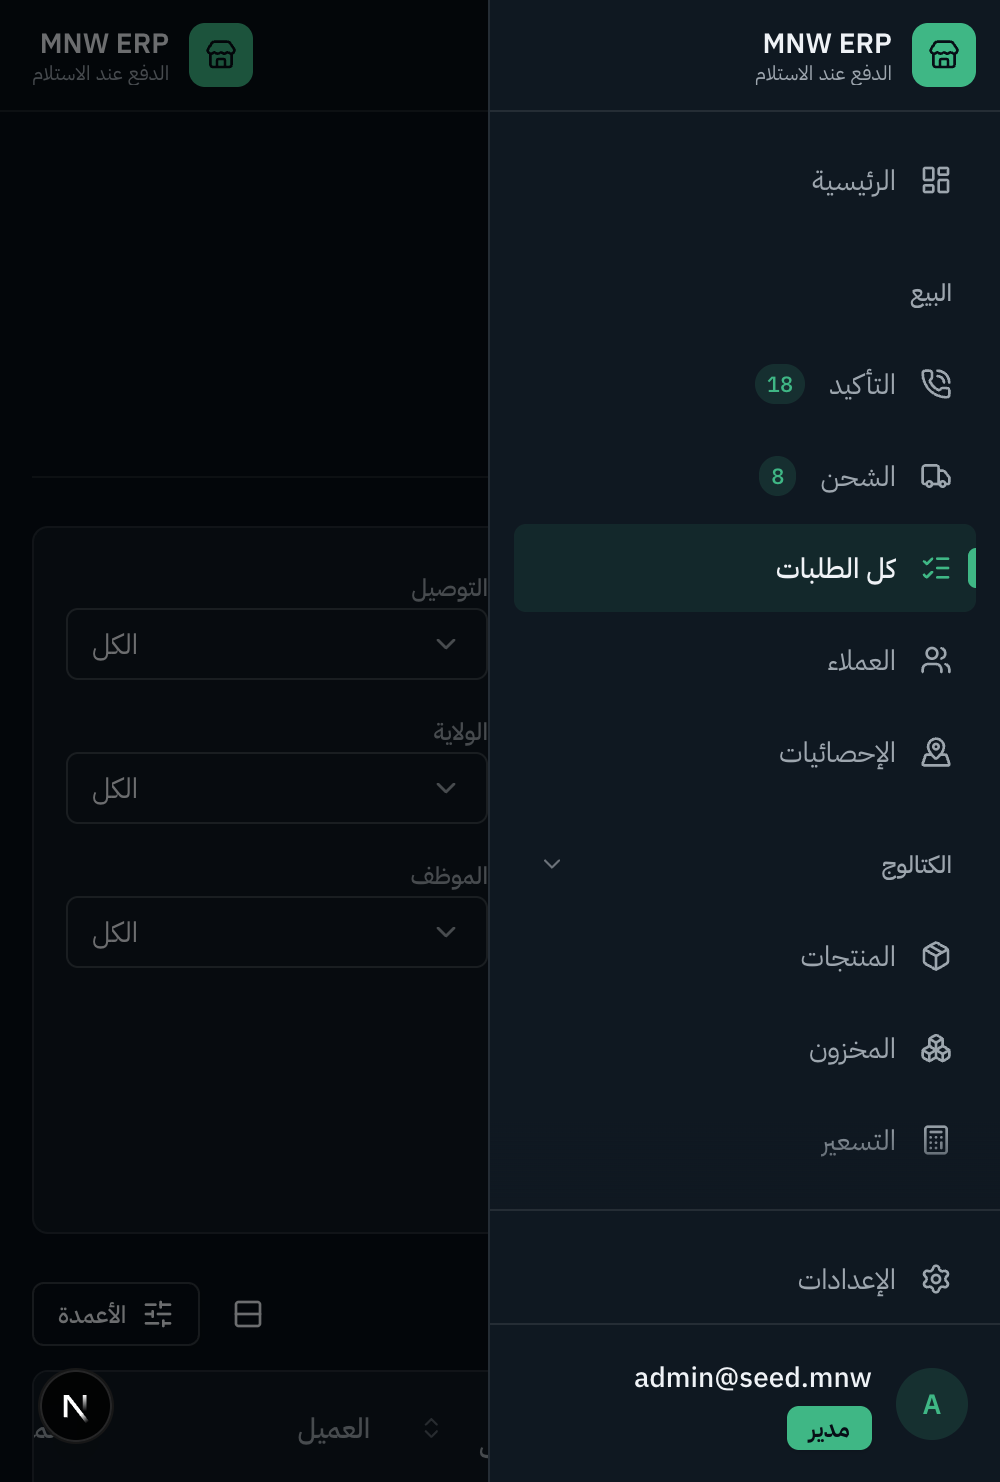 MNW ERP
الدفع عند الاستلام
الرئيسية
البيع
التأكيد 18
الشحن 8
كل الطلبات
العملاء
الإحصائيات
الكتالوج
المنتجات
المخزون
التسعير
الإعدادات
admin@seed.mnw
A
مدير
MNW ERP
الدفع عند الاستلام
التوصيل
الكل
الولاية
الكل
الموظف
الكل
الأعمدة
العميل
N